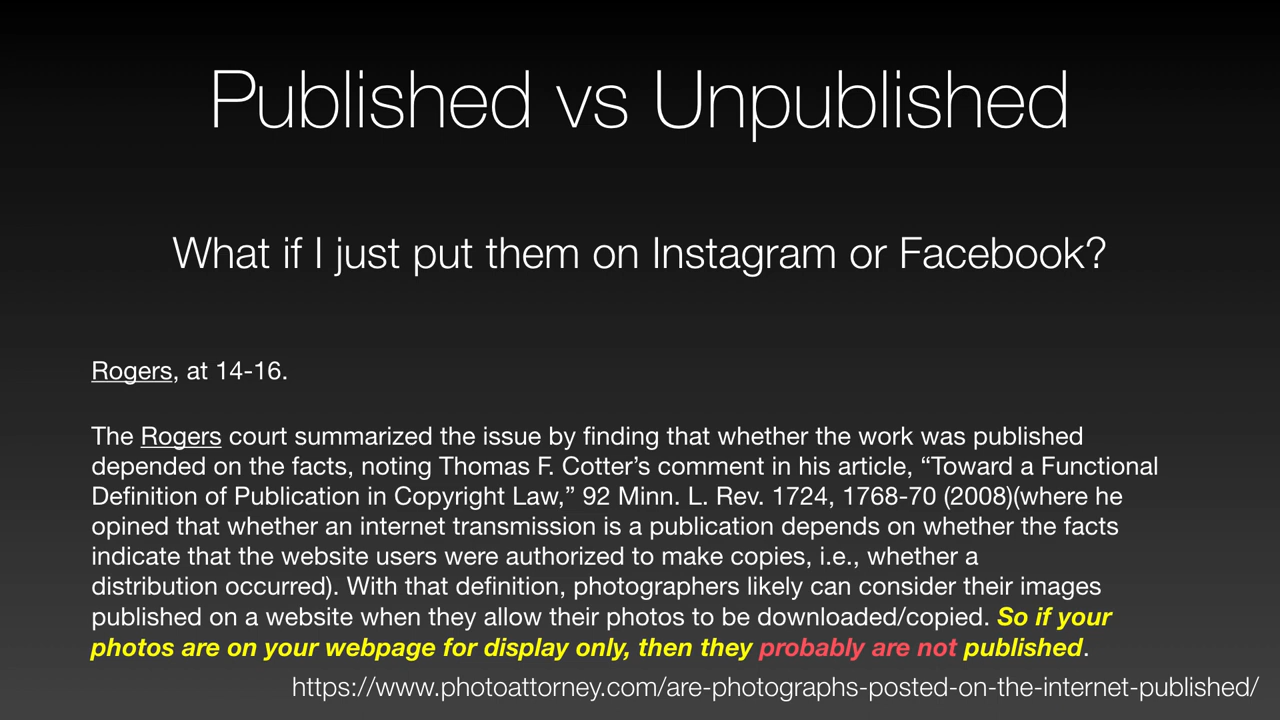 Published vs Unpublished
What if I just put them on Instagram or Facebook?
Rogers, at 14-16.
The Rogers court summarized the issue by finding that whether the work was published
depended on the facts, noting Thomas F. Cotter’s comment in his article, “Toward a Functional
Definition of Publication in Copyright Law,” 92 Minn. L. Rev. 1724, 1768-70 (2008)(where he
opined that whether an internet transmission is a publication depends on whether the facts
indicate that the website users were authorized to make copies, i.e., whether a
distribution occurred). With that definition, photographers likely can consider their images
published on a website when they allow their photos to be downloaded/copied. So if your
photos are on your webpage for display only, then they probably are not published.
https://www.photoattorney.com/are-photographs-posted-on-the-internet-published/